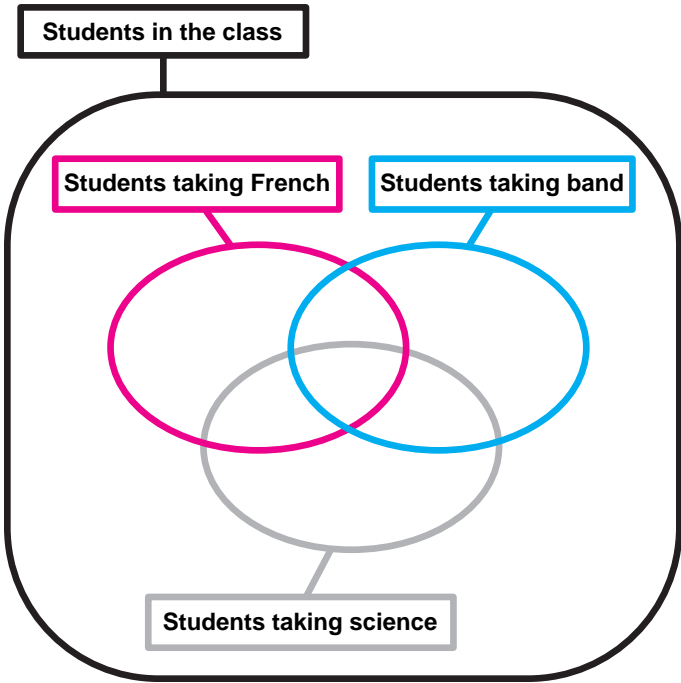 Students in the class
Students taking French
Students taking band
Students taking science